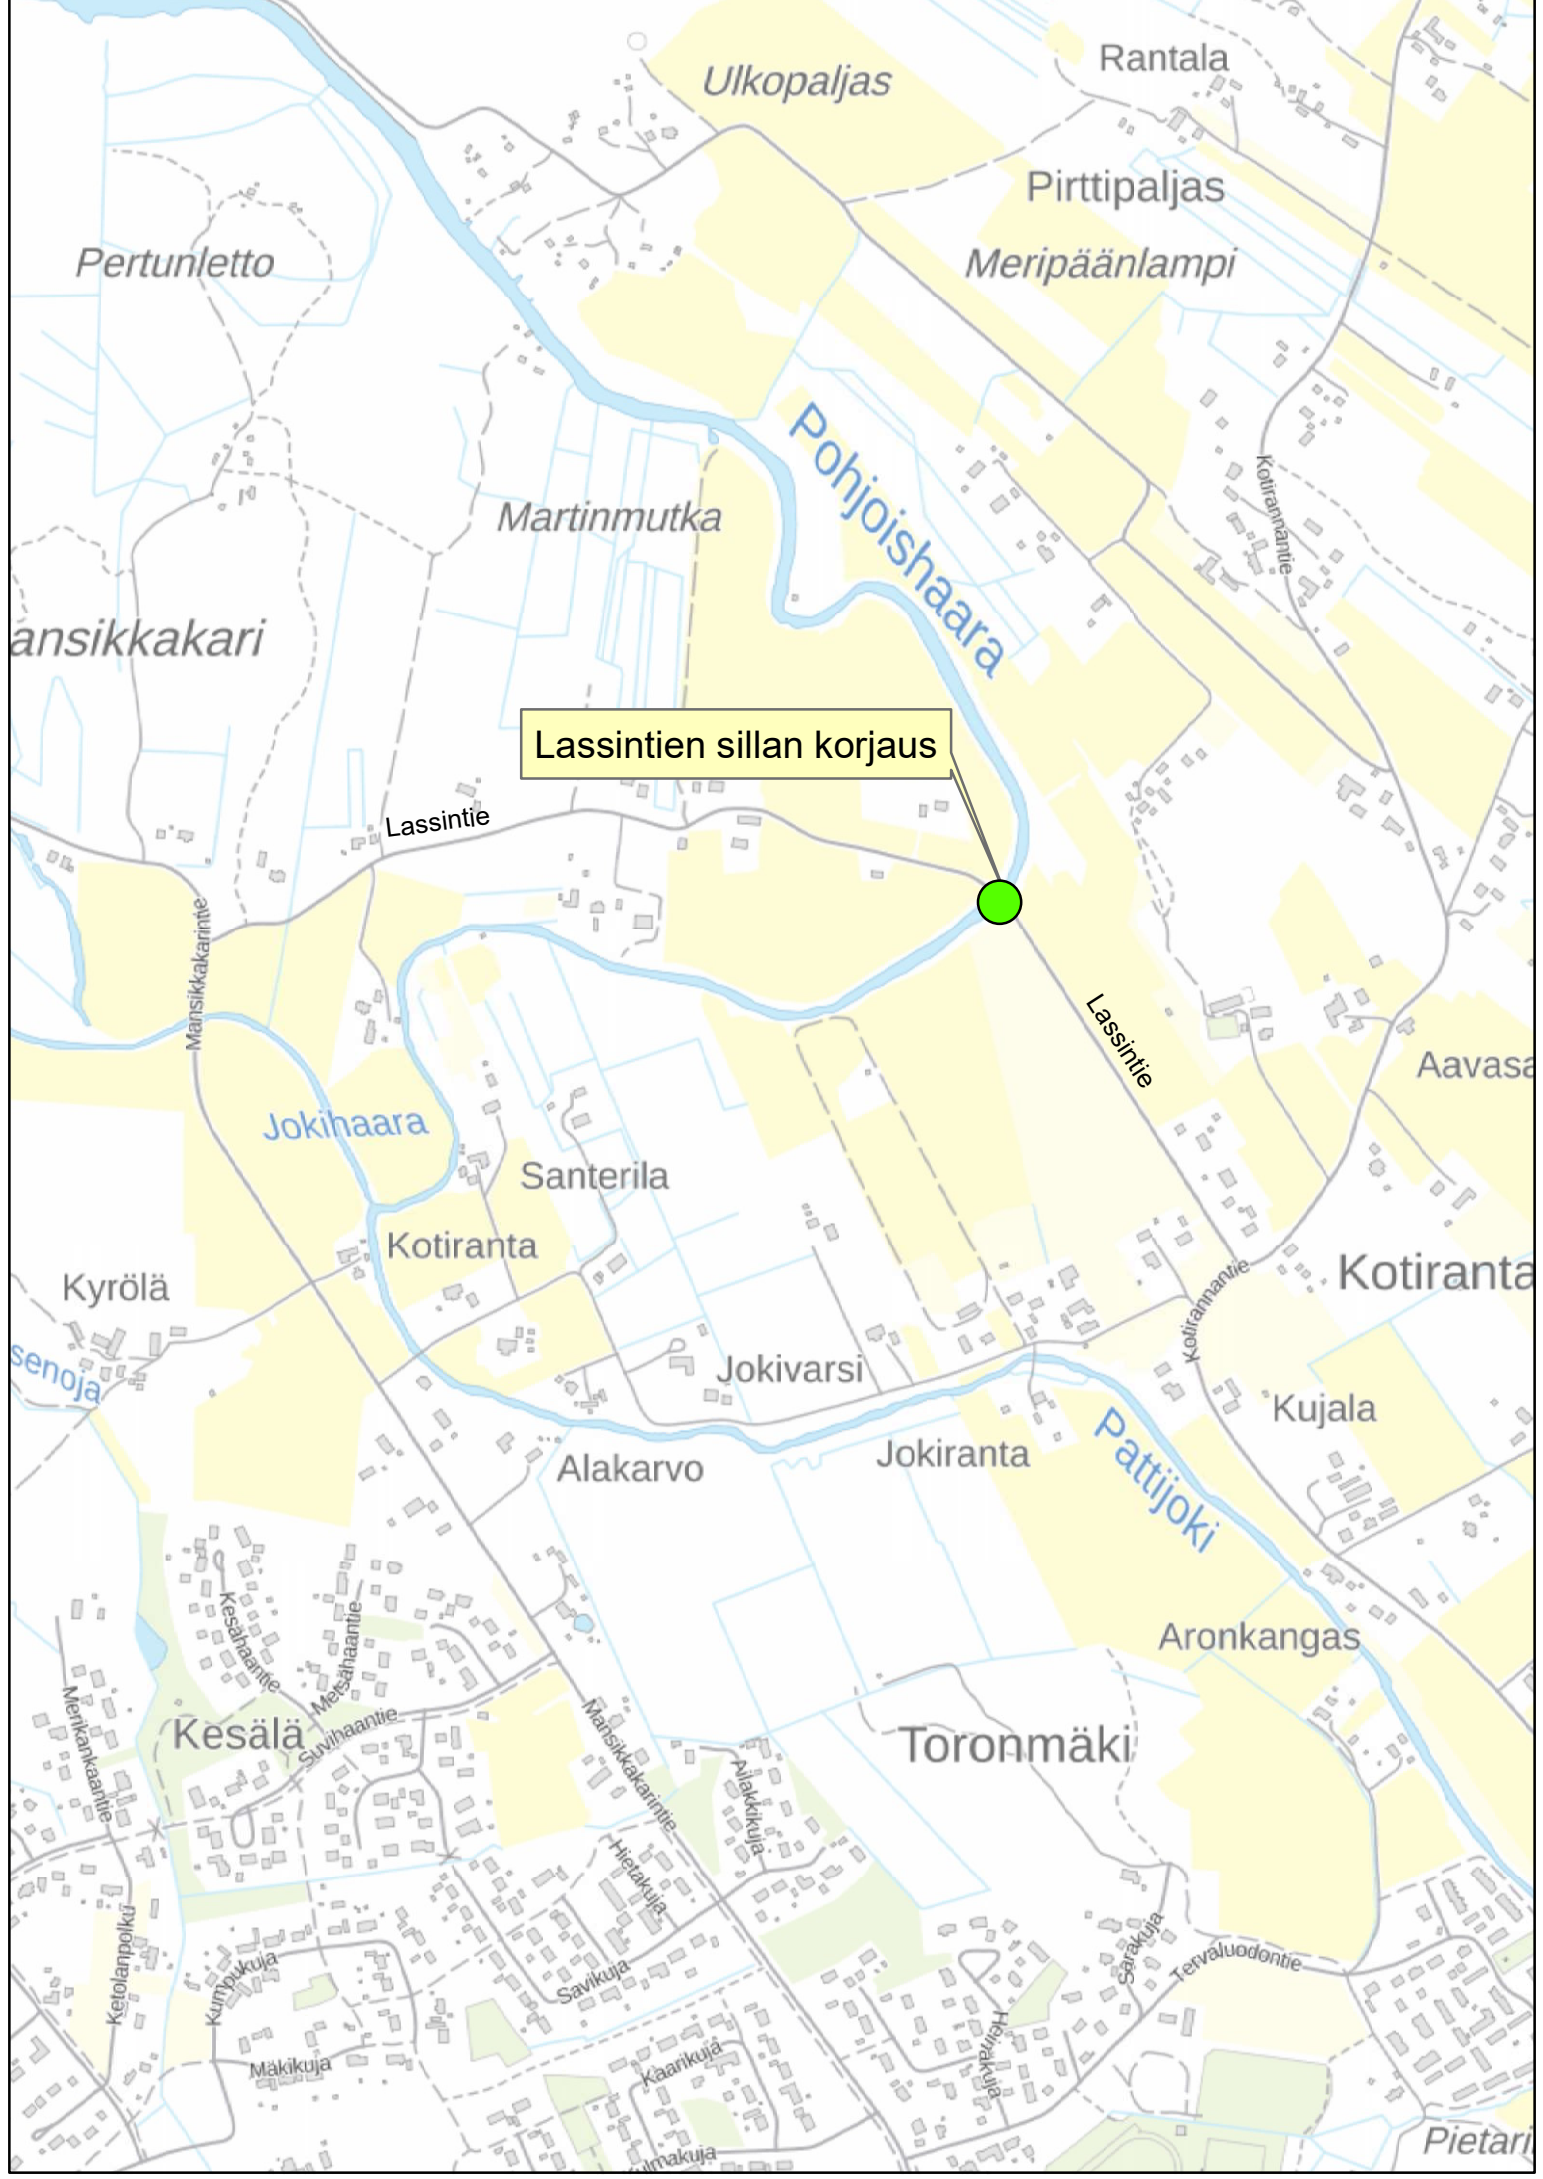 Rantala
Ulkopaljas
Pirttipaljas
Pertunletto
Meripäänlampi
Pohjoishaara
Kotirannantie
Martinmutka
ansikkakari
Lassintien sillan korjaus
Lassintie
Mansikkakarintie
Lassintie
Aavasa
Jokihaara
Santerila
Kotiranta
Kotiranta
Kyrölä
Kotirannantie
senoja
Jokivarsi
Kujala
Alakarvo
Jokiranta
Pattijoki
Kesähaantie
Metsähaantie
Aronkangas
Merikankaantie
Kesälä
Suvihaantie
Mansikkakarintie
Toronmäki
Ailakkikuja
Hietakuja
Ketolanpolku
Kumpukuja
Savikuja
Sarakuja
Tervaluodontie
Heinäkuja
Mäkikuja
Kaarikuja
ulmakuja
Pietari